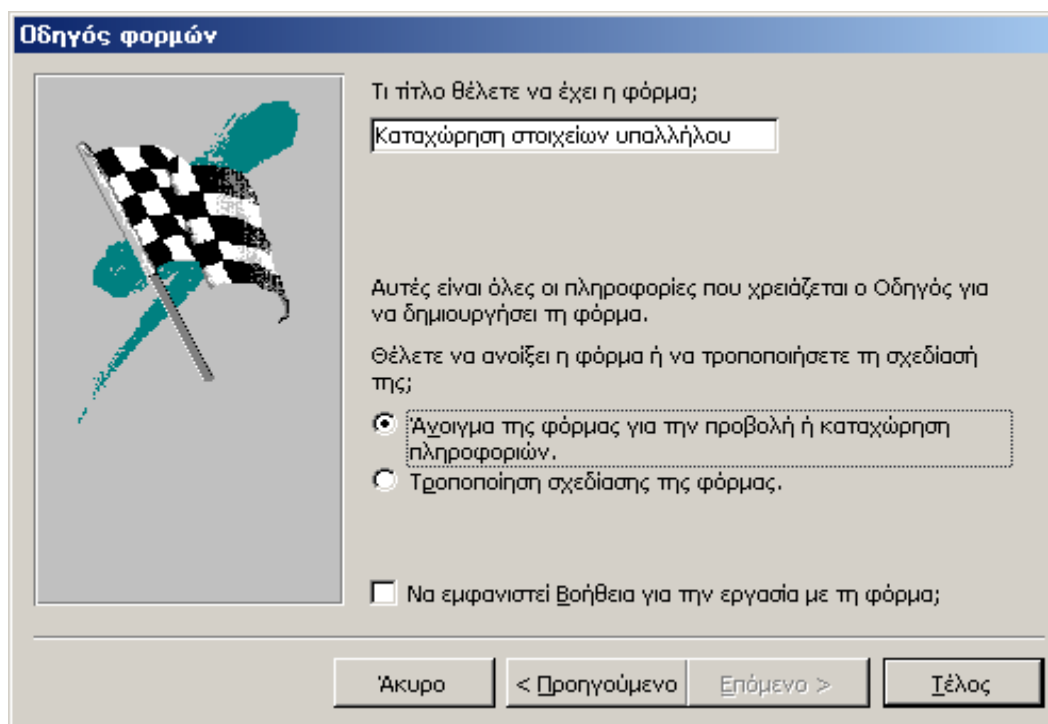 Οδηγός φορμών
Τι τίτλο θέλετε να έχει η φόρμα;
Καταχώρηση στοιχείων υπαλλήλου
Αυτές είναι όλες οι πληροφορίες που χρειάζεται ο Οδηγός για
να δημιουργήσει τη φόρμα.
Θέλετε να ανοίξει η φόρμα ή να τροποποιήσετε τη σχεδίασή
της;
Άνοιγμα της φόρμας για την προβολή ή καταχώρηση
πληροφοριών.
Τροποποίηση σχεδίασης της φόρμας.
Να εμφανιστεί Βοήθεια για την εργασία με τη φόρμα;
Άκυρο < Προηγούμενο Επόμενο > Τέλος